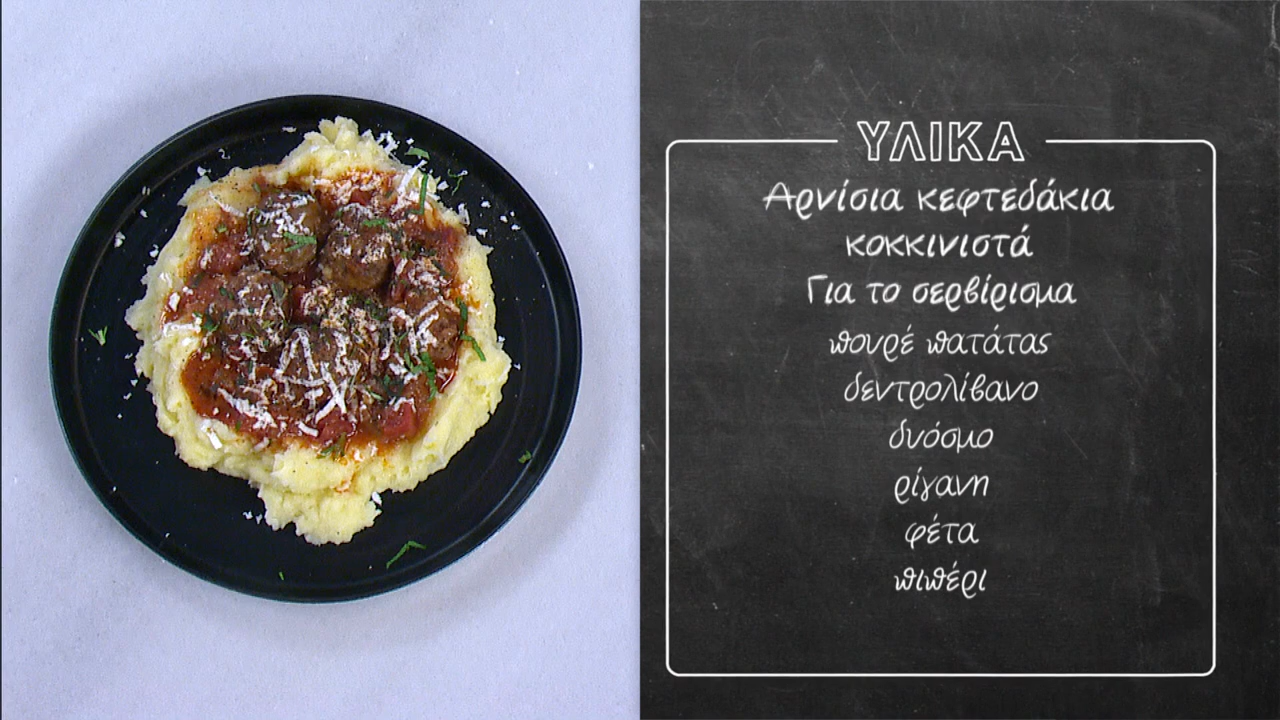 ΥΛΙΚΑ
Αρνίσια κεφτεδάκια
κοκκινιστά
Για το σερβίρισμα
πουρέ πατάτας
δεντρολίβανο
δυόσμο
ρίγανη
φέτα
πιπέρι